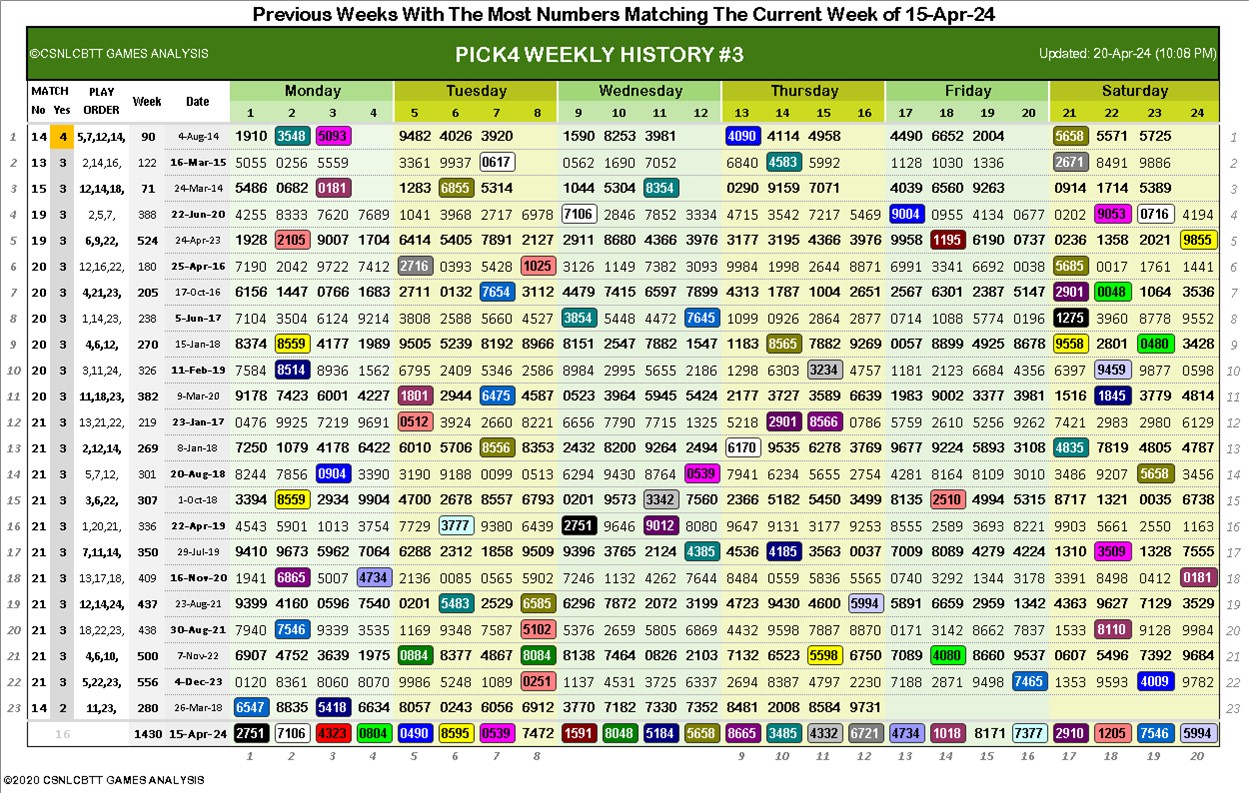 Previous Weeks With The Most Numbers Matching The Current Week of 15-Apr-24
©CSNLCBTT GAMES ANALYSIS PICK4 WEEKLY HISTORY #3 Updated: 20-Apr-24 (10:08 PM)
MATCH PLAY Week Date Monday Tuesday Wednesday Thursday Friday Saturday
No Yes ORDER 1 2 3 4 5 6 7 8 9 10 11 12 13 14 15 16 17 18 19 20 21 22 23 24
1 14 4 5,7,12,14, 90 4-Aug-14 1910 3548 5093 9482 4026 3920 1590 8253 3981 4090 4114 4958 4490 6652 2004 5658 5571 5725 1
2 13 3 2,14,16, 122 16-Mar-15 5055 0256 5559 3361 9937 0617 0562 1690 7052 6840 4583 5992 1128 1030 1336 2671 8491 9886 2
3 15 3 12,14,18, 71 24-Mar-14 5486 0682 0181 1283 6855 5314 1044 5304 8354 0290 9159 7071 4039 6560 9263 0914 1714 5389 3
4 19 3 2,5,7, 388 22-Jun-20 4255 8333 7620 7689 1041 3968 2717 6978 7106 2846 7852 3334 4715 3542 7217 5469 9004 0955 4134 0677 0202 9053 0716 4194 4
5 19 3 6,9,22, 524 24-Apr-23 1928 2105 9007 1704 6414 5405 7891 2127 2911 8680 4366 3976 3177 3195 4366 3976 9958 1195 6190 0737 0236 1358 2021 9855 5
6 20 3 12,16,22, 180 25-Apr-16 7190 2042 9722 7412 2716 0393 5428 1025 3126 1149 7382 3093 9984 1998 2644 8871 6991 3341 6692 0038 5685 0017 1761 1441 6
7 20 3 4,21,23, 205 17-Oct-16 6156 1447 0766 8563 2711 0132 7654 3112 4479 7415 6597 7899 4313 1787 1004 2651 2567 6301 2387 5147 2901 0048 1064 3536 7
8 20 3 1,14,23, 238 5-Jun-17 7104 3504 6124 9214 3808 2588 5660 4527 3854 5448 4472 7645 1099 0926 2864 2877 0714 1088 5774 0196 1275 3960 8778 9552 8
9 20 3 4,6,12, 270 15-Jan-18 8374 8559 4177 1989 9505 5239 8192 8966 8151 2547 7882 1547 1183 8565 7882 9269 0057 8899 4925 8678 9558 2801 0480 3428 9
10 20 3 3,11,24, 326 11-Feb-19 7584 8514 8936 1562 6795 2409 5346 2586 8984 2995 5655 2186 1298 6303 3234 4757 1181 2123 6684 4356 6397 9459 9877 0598 10
11 20 3 11,18,23, 382 9-Mar-20 9178 7423 6001 4227 1801 2944 6475 4587 0523 3964 5945 5424 2177 3727 3589 6639 1983 9002 3377 3981 1516 1845 3779 4814 11
12 21 3 13,21,22, 219 23-Jan-17 0476 9925 7219 9691 0512 3924 2660 8221 6656 7790 7715 1325 5218 2901 8566 0786 5759 2610 5256 9262 7421 2983 2980 6129 12
13 21 3 2,12,14, 269 8-Jan-18 7250 1079 4178 6422 6010 5706 8556 8353 2432 8200 9264 2494 6170 9535 6278 3769 9677 9224 5893 3108 4835 7819 4805 4787 13
14 21 3 5,7,12, 301 20-Aug-18 8244 7856 0904 3390 3190 9188 0099 0513 6294 9430 8764 0539 7941 6234 5655 2754 4281 8164 8109 3010 3486 9207 5658 3456 14
15 21 3 3,6,22, 307 1-Oct-18 3394 8559 2934 9904 4700 2678 8557 6793 0201 9573 3342 7560 2366 5182 5450 3499 8135 2510 4994 5315 8717 1321 0035 6738 15
16 21 3 1,20,21, 336 22-Apr-19 4543 5901 1013 3754 7729 3777 9380 6439 2751 9646 9012 8080 9647 9131 3177 9253 8555 2589 3693 8221 9903 5661 2550 1163 16
17 21 3 7,11,14, 350 29-Jul-19 9410 9673 5962 7064 6288 2312 1858 9509 9396 3765 2124 4385 4536 4185 3563 0037 7009 8089 4279 4224 1310 3509 1328 7555 17
18 21 3 13,17,18, 409 16-Nov-20 1941 6865 5007 4734 2136 0085 0565 5902 7246 1132 4262 7644 8484 0559 5836 5565 0740 3292 1344 3178 3391 8498 0412 0181 18
19 21 3 12,14,24, 437 23-Aug-21 9399 4160 0596 7540 0201 5483 2529 6585 6296 7872 2072 3199 4723 9430 4600 5994 5891 6659 2959 1342 4363 9627 7129 3529 19
20 21 3 18,22,23, 438 30-Aug-21 7940 7546 9339 3535 1169 9348 7587 5102 5376 2659 5805 6869 4432 9598 7887 8870 0171 3142 8662 7837 1533 8110 9128 9984 20
21 21 3 4,6,10, 500 7-Nov-22 6907 4752 3639 1975 0884 8377 4867 8084 8138 7464 0826 2103 7132 6523 5598 6750 7089 4080 8660 9537 0607 5496 7392 9684 21
22 21 3 5,22,23, 556 4-Dec-23 0120 8361 8060 8070 9986 5248 1089 0251 1137 4531 3725 6337 2694 8387 4797 2230 7188 2871 9498 7465 1353 9593 4009 9782 22
23 14 2 11,23, 280 26-Mar-18 6547 8835 5418 6634 8057 0243 6056 6912 3770 7182 7330 7352 8481 2008 8584 9731 23
16 1430 15-Apr-24 2751 7106 4323 0804 0490 8595 0539 7472 1591 8048 5184 5658 8665 3485 4332 6721 4734 1018 8171 7377 2910 1205 7546 5994
1 2 3 4 5 6 7 8 9 10 11 12 13 14 15 16 17 18 19 20
©2020 CSNLCBTT GAMES ANALYSIS